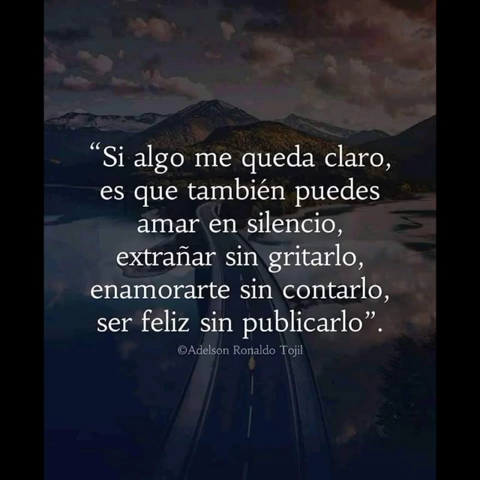 “Si algo me queda claro,
es que también puedes
amar en silencio,
extrañar sin gritarlo,
enamorarte sin contarlo,
ser feliz sin publicarlo”.
©Adelson Ronaldo Tojil